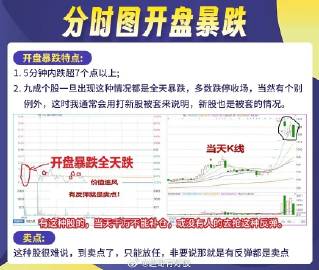 分时图开盘暴跌
开盘暴跌特点:
1. 5分钟内跌超7个点以上;
2. 九成个股一旦出现这种情况都是全天暴跌，多数跌停收场，当然有个别
例外，这时我通常会用打新股被套来说明，新股也是被套的情况。
开盘暴跌全天跌
价值追风
有反弹就是卖点!
当天K线
有这种股的，当天千万不能补仓，或没有人的去抢这种反弹。
卖点:
这种股很难说，到卖点了，只能放任，非要说那就是有反弹都是卖点